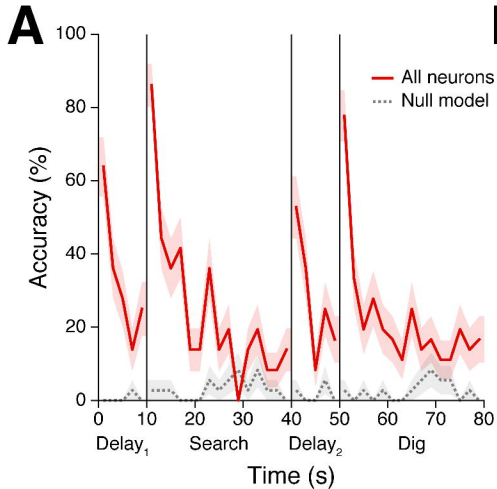 A
100
80
60
40
20
0
Accuracy (%)
All neurons
Null model
0 10 20 30 40 50 60 70 80
Delay₁ Search Delay₂ Dig
Time (s)